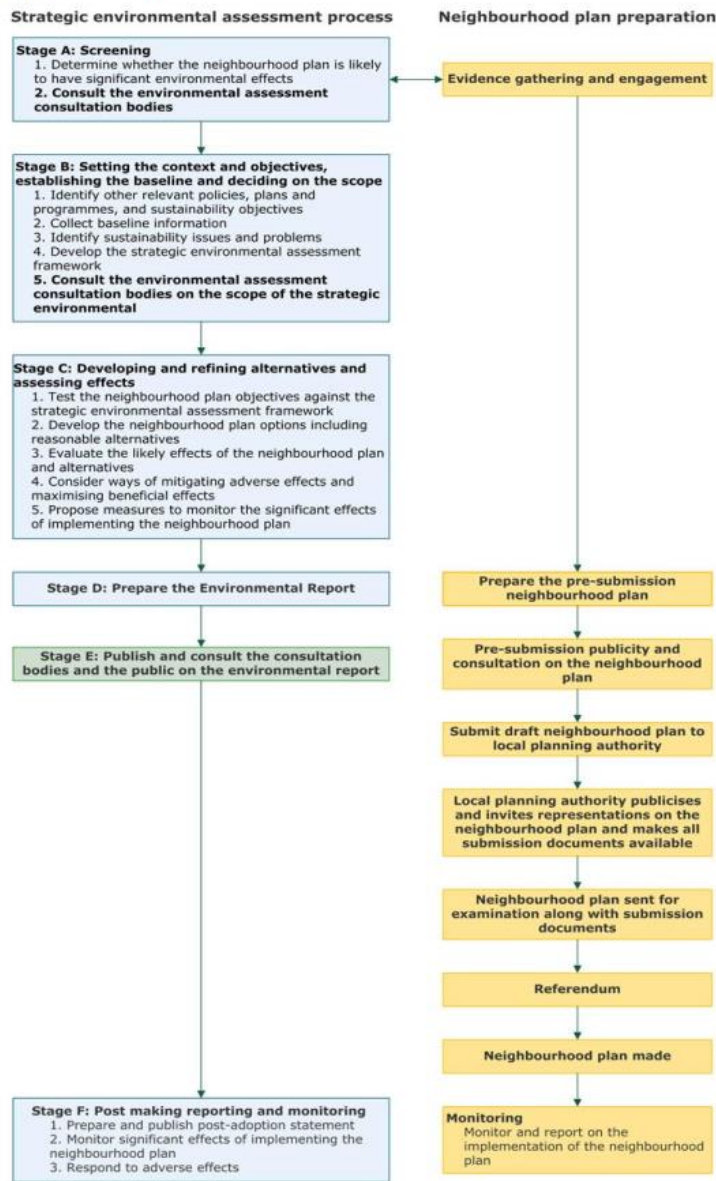 Strategic environmental assessment process
Neighbourhood plan preparation
Stage A: Screening
1. Determine whether the neighbourhood plan is likely
to have significant environmental effects
2. Consult the environmental assessment
consultation bodies
Evidence gathering and engagement
Stage B: Setting the context and objectives,
establishing the baseline and deciding on the scope
1. Identify other relevant policies, plans and
programmes, and sustainability objectives
2. Collect baseline information
3. Identify sustainability issues and problems
4. Develop the strategic environmental assessment
framework
5. Consult the environmental assessment
consultation bodies on the scope of the strategic
environmental
Stage C: Developing and refining alternatives and
assessing effects
1. Test the neighbourhood plan objectives against the
strategic environmental assessment framework
2. Develop the neighbourhood plan options including
reasonable alternatives
3. Evaluate the likely effects of the neighbourhood plan
and alternatives
4. Consider ways of mitigating adverse effects and
maximising beneficial effects
5. Propose measures to monitor the significant effects
of implementing the neighbourhood plan
Stage D: Prepare the Environmental Report
Prepare the pre-submission
neighbourhood plan
Stage E: Publish and consult the consultation
bodies and the public on the environmental report
Pre-submission publicity and
consultation on the neighbourhood
plan
Submit draft neighbourhood plan to
local planning authority
Local planning authority publicises
and invites representations on the
neighbourhood plan and makes all
submission documents available
Neighbourhood plan sent for
examination along with submission
documents
Referendum
Neighbourhood plan made
Stage F: Post making reporting and monitoring
1. Prepare and publish post-adoption statement
2. Monitor significant effects of implementing the
neighbourhood plan
3. Respond to adverse effects
Monitoring
Monitor and report on the
implementation of the neighbourhood
plan